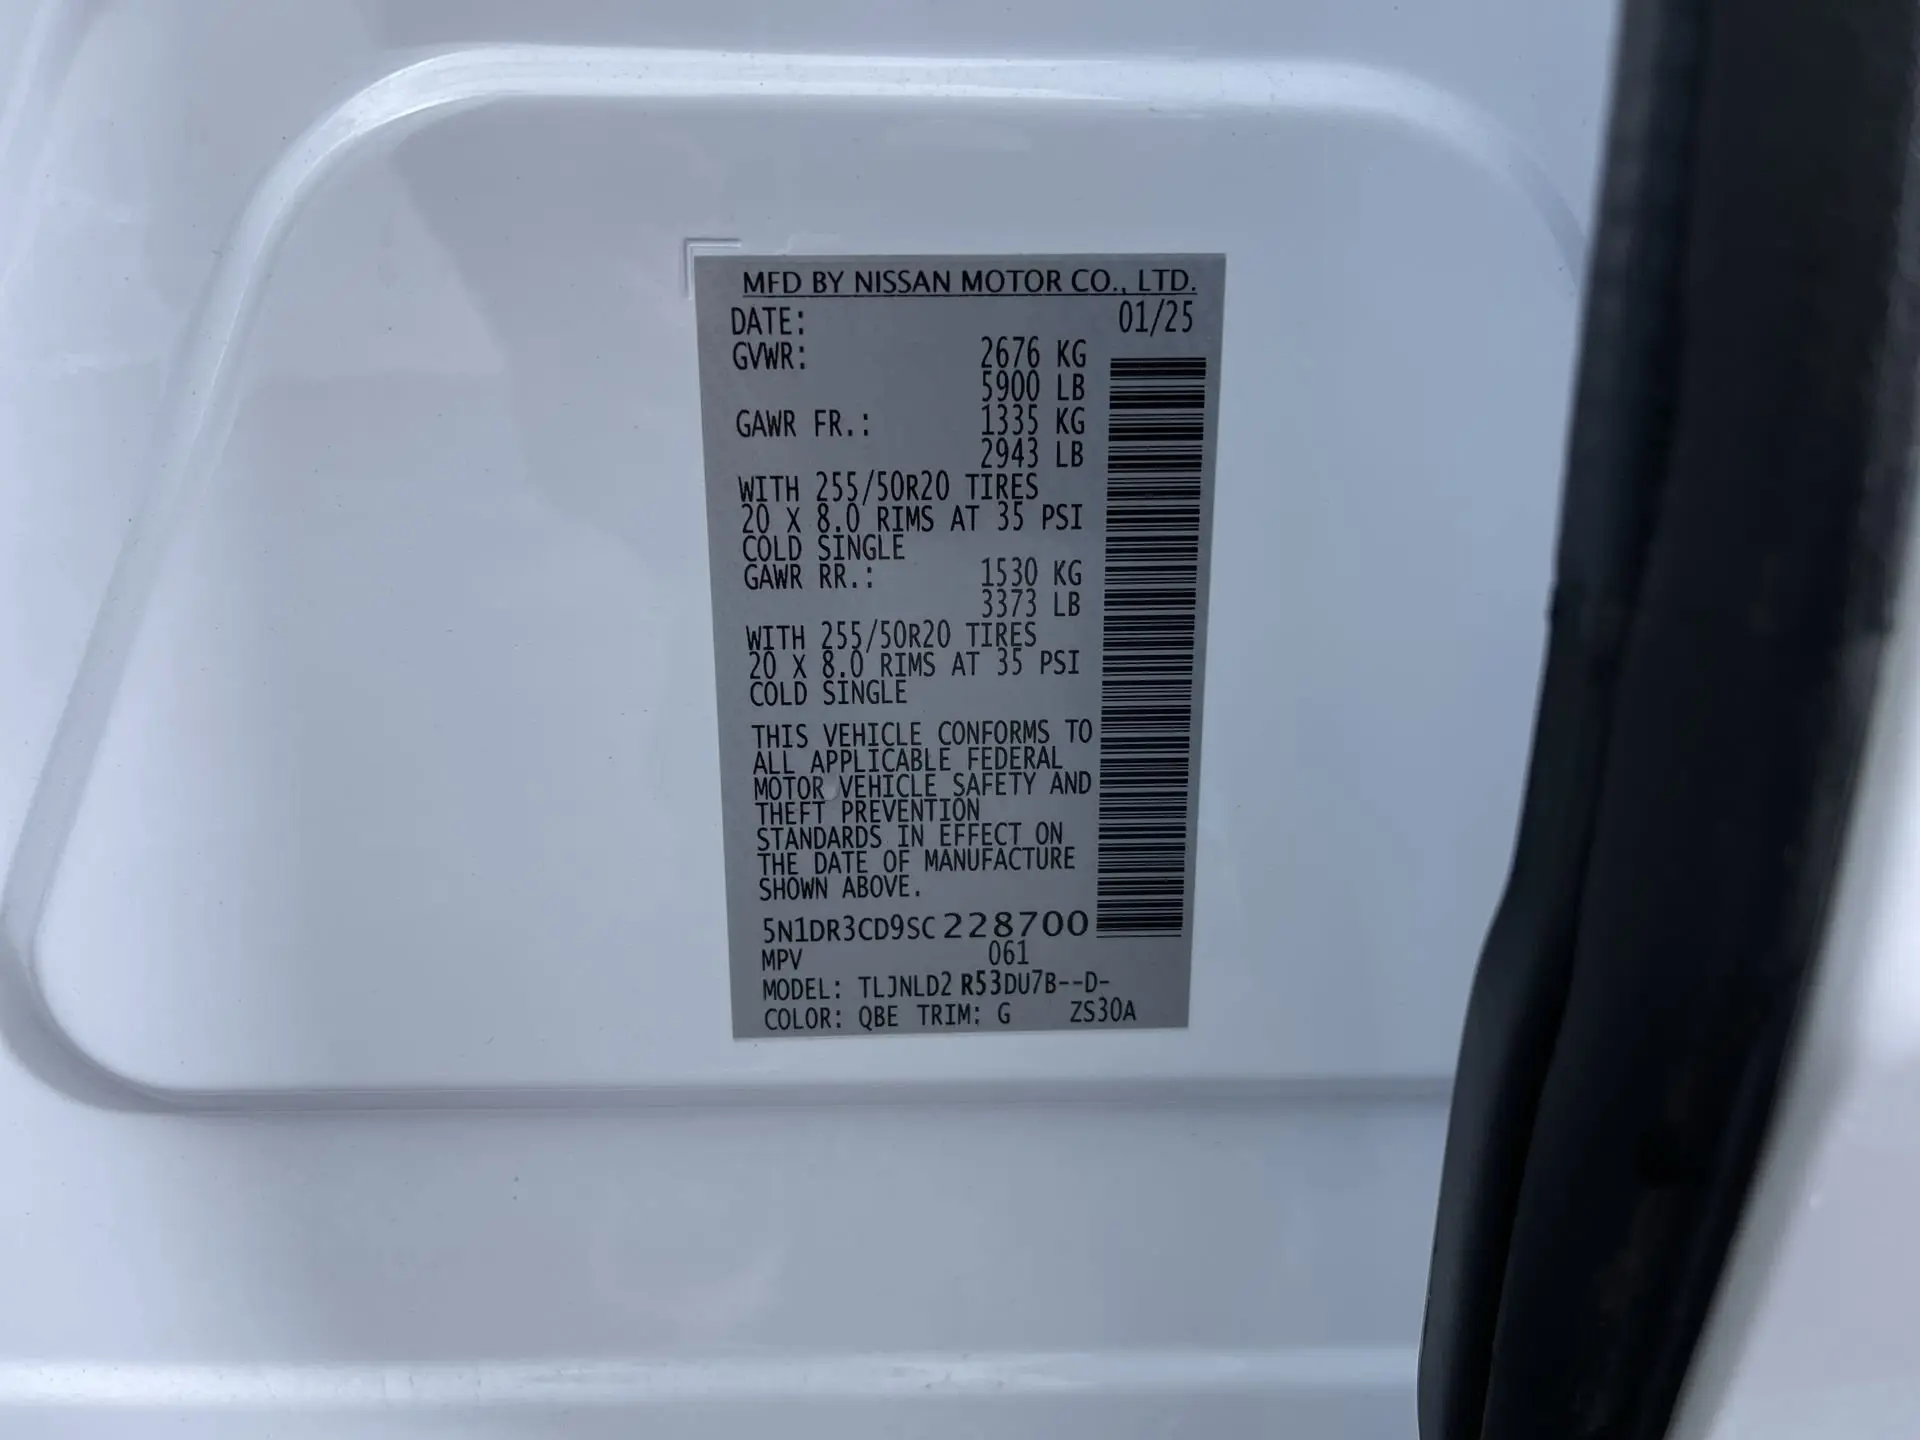 MFD BY NISSAN MOTOR CO., LTD.
DATE: 01/25
GVWR: 2676 KG
5900 LB
GAWR FR.: 1335 KG
2943 LB
WITH 255/50R20 TIRES
20 X 8.0 RIMS AT 35 PSI
COLD SINGLE
GAWR RR.: 1530 KG
3373 LB
WITH 255/50R20 TIRES
20 X 8.0 RIMS AT 35 PSI
COLD SINGLE
THIS VEHICLE CONFORMS TO
ALL APPLICABLE FEDERAL
MOTOR VEHICLE SAFETY AND
THEFT PREVENTION
STANDARDS IN EFFECT ON
THE DATE OF MANUFACTURE
SHOWN ABOVE.
5N1DR3CD9SC228700
MPV 061
MODEL: TLJNLD2 R53DU7B--D-
COLOR: QBE TRIM: G ZS30A